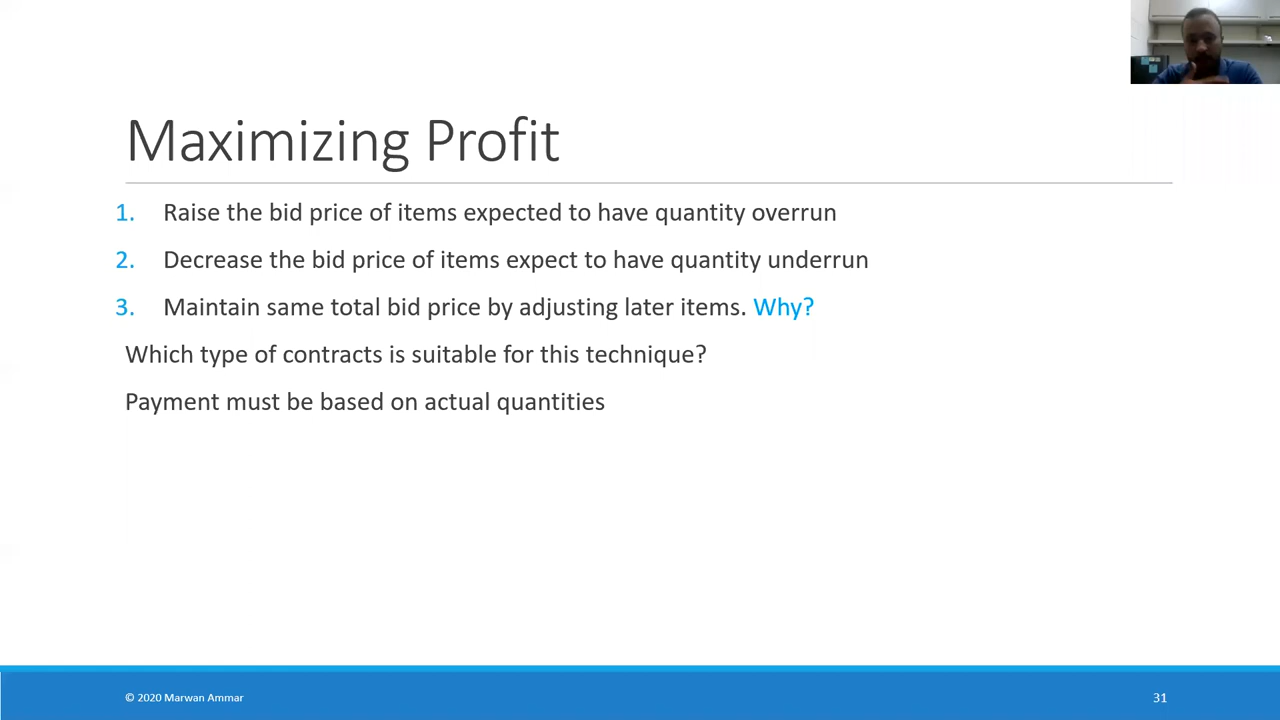 Maximizing Profit
1. Raise the bid price of items expected to have quantity overrun
2. Decrease the bid price of items expect to have quantity underrun
3. Maintain same total bid price by adjusting later items. Why?
Which type of contracts is suitable for this technique?
Payment must be based on actual quantities
© 2020 Marwan Ammar
31